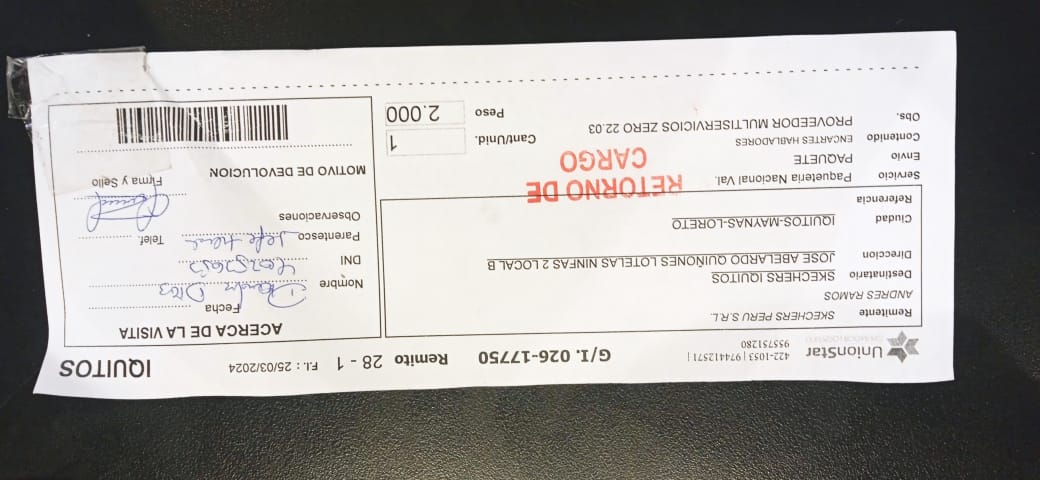 UnionStar
422-1053 | 974412571 |
955751280
G/I. 026-17750 Remito 28 - 1 F.I. : 25/03/2024 IQUITOS
Remitente SKECHERS PERU S.R.L.
ANDRES RAMOS
Destinatario SKECHERS IQUITOS
Direccion JOSE ABELARDO QUIÑONES LOTELAS NINFAS 2 LOCAL B
Ciudad IQUITOS-MAYNAS-LORETO
Referencia
Servicio Paqueteria Nacional Val.
Envio PAQUETE
Contenido ENCARTES HABLADORES
Obs. PROVEEDOR MULTISERVICIOS ZERO 22.03
RETORNO DE
CARGO
Cant/Unid. 1
Peso 2.000
ACERCA DE LA VISITA
Fecha
Nombre
DNI
Parentesco Jefe Telef.
Observaciones
Firma y Sello
MOTIVO DE DEVOLUCION